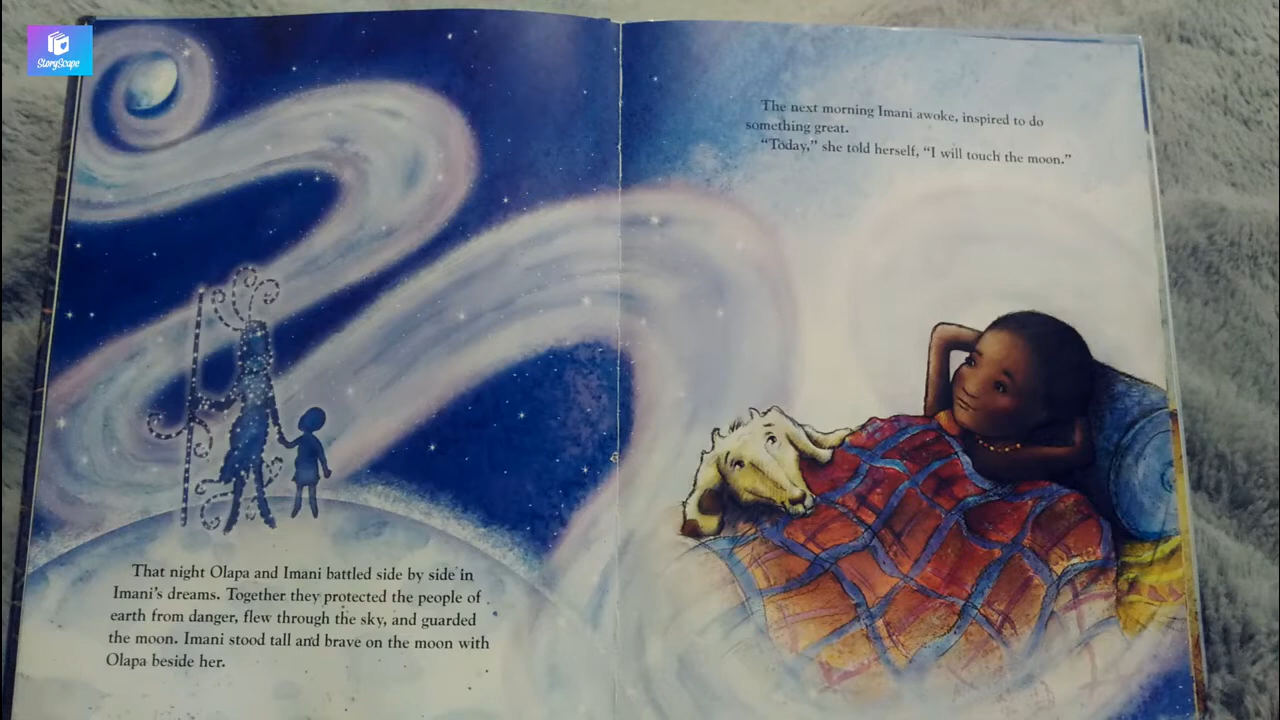 StoryScape
That night Olapa and Imani battled side by side in
Imani's dreams. Together they protected the people of
earth from danger, flew through the sky, and guarded
the moon. Imani stood tall and brave on the moon with
Olapa beside her.
The next morning Imani awoke, inspired to do
something great.
“Today,” she told herself, “I will touch the moon.”